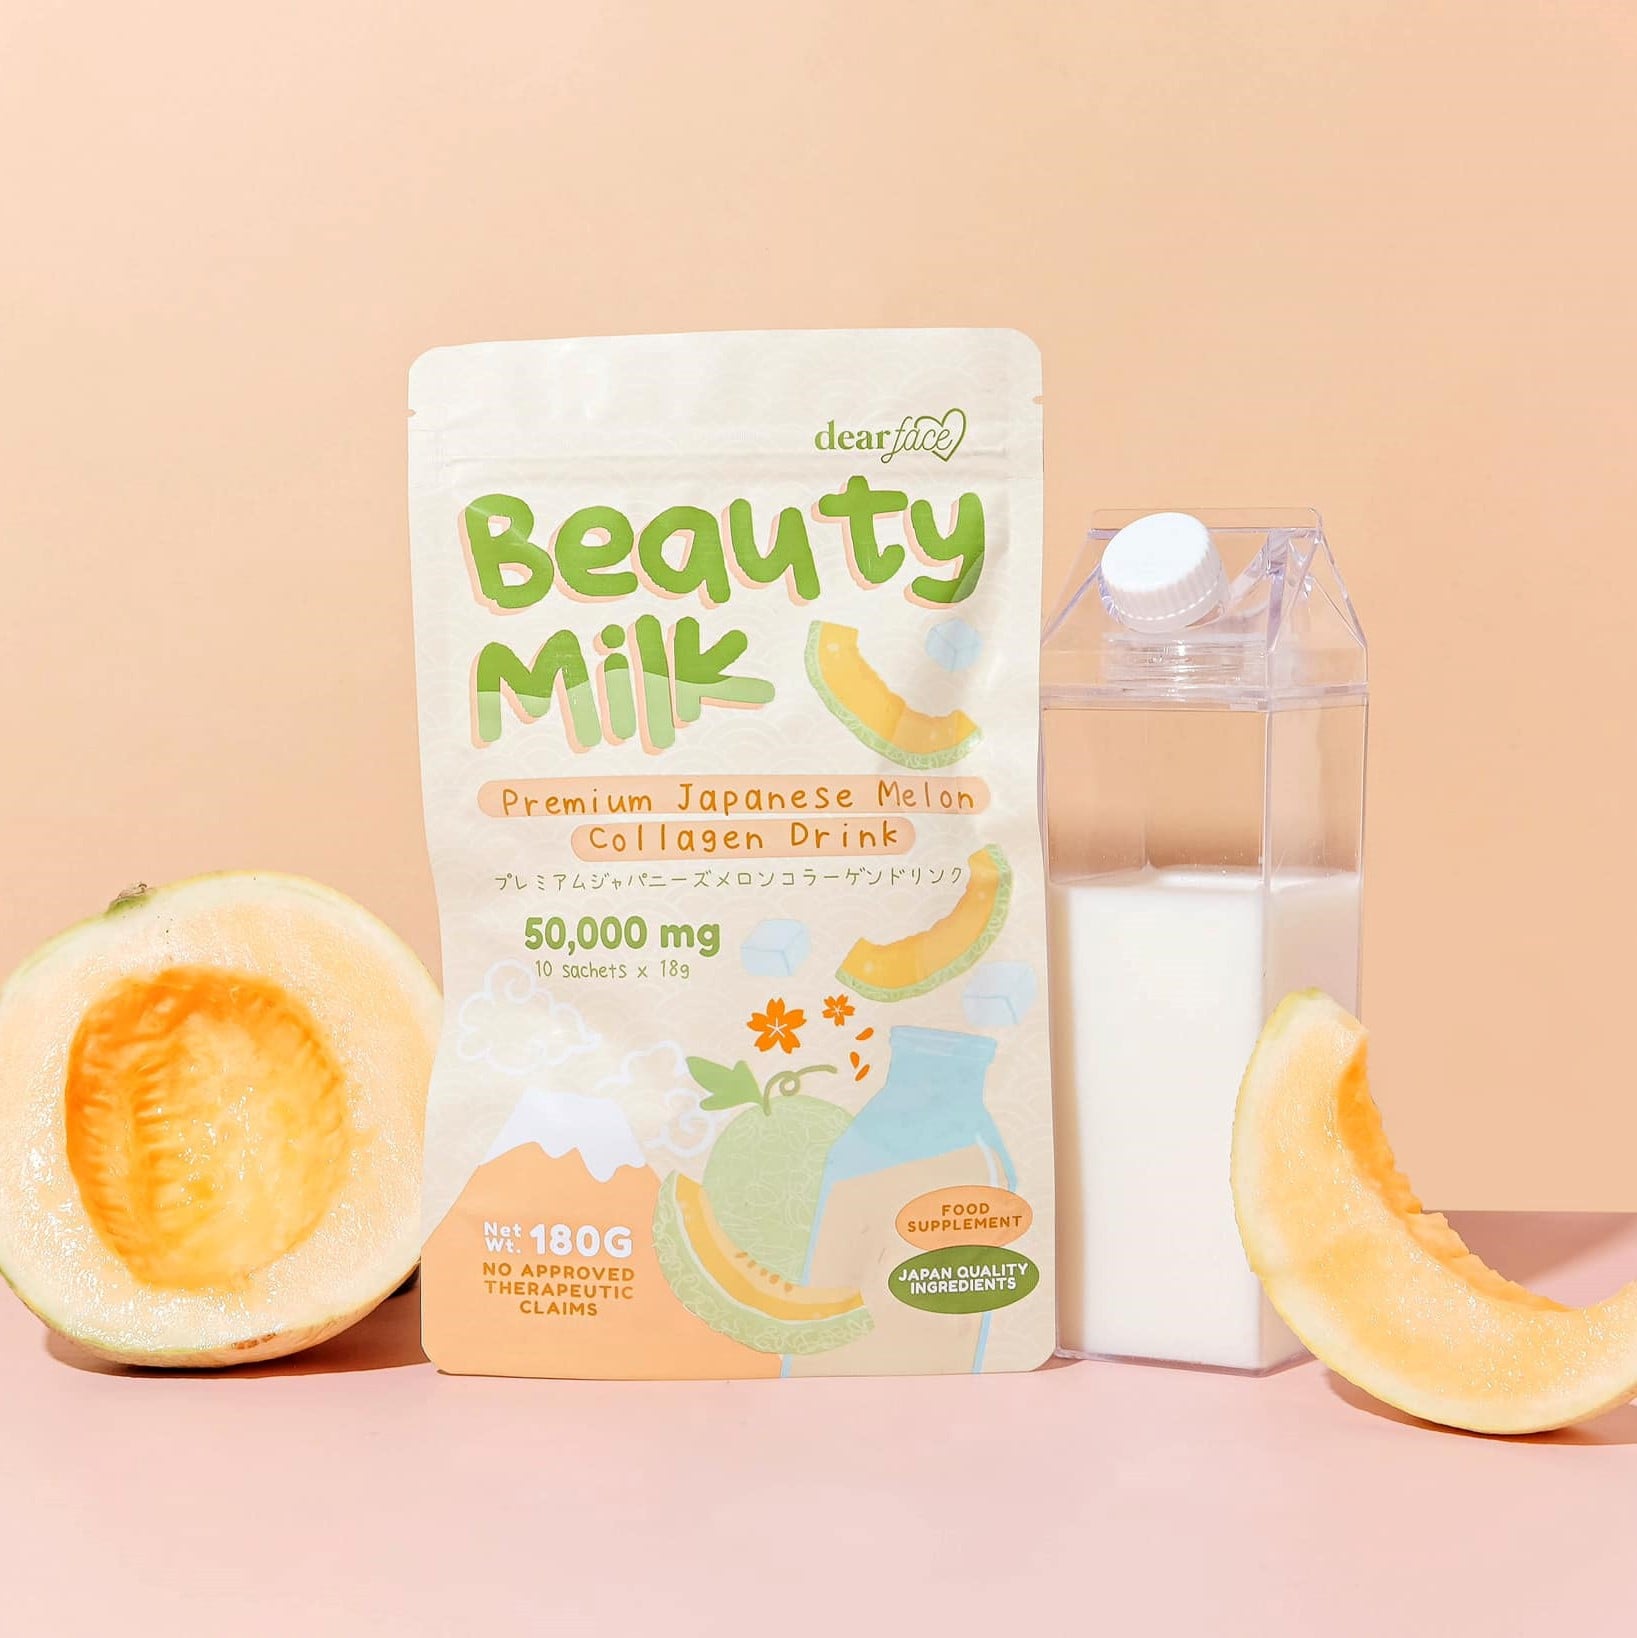 dearface
Beauty
Milk
Premium Japanese Melon
Collagen Drink
プレミアムジャパニーズメロンコラーゲンドリンク
50,000 mg
10 sachets x 18g
Net
Wt. 180G
NO APPROVED
THERAPEUTIC
CLAIMS
FOOD
SUPPLEMENT
JAPAN QUALITY
INGREDIENTS